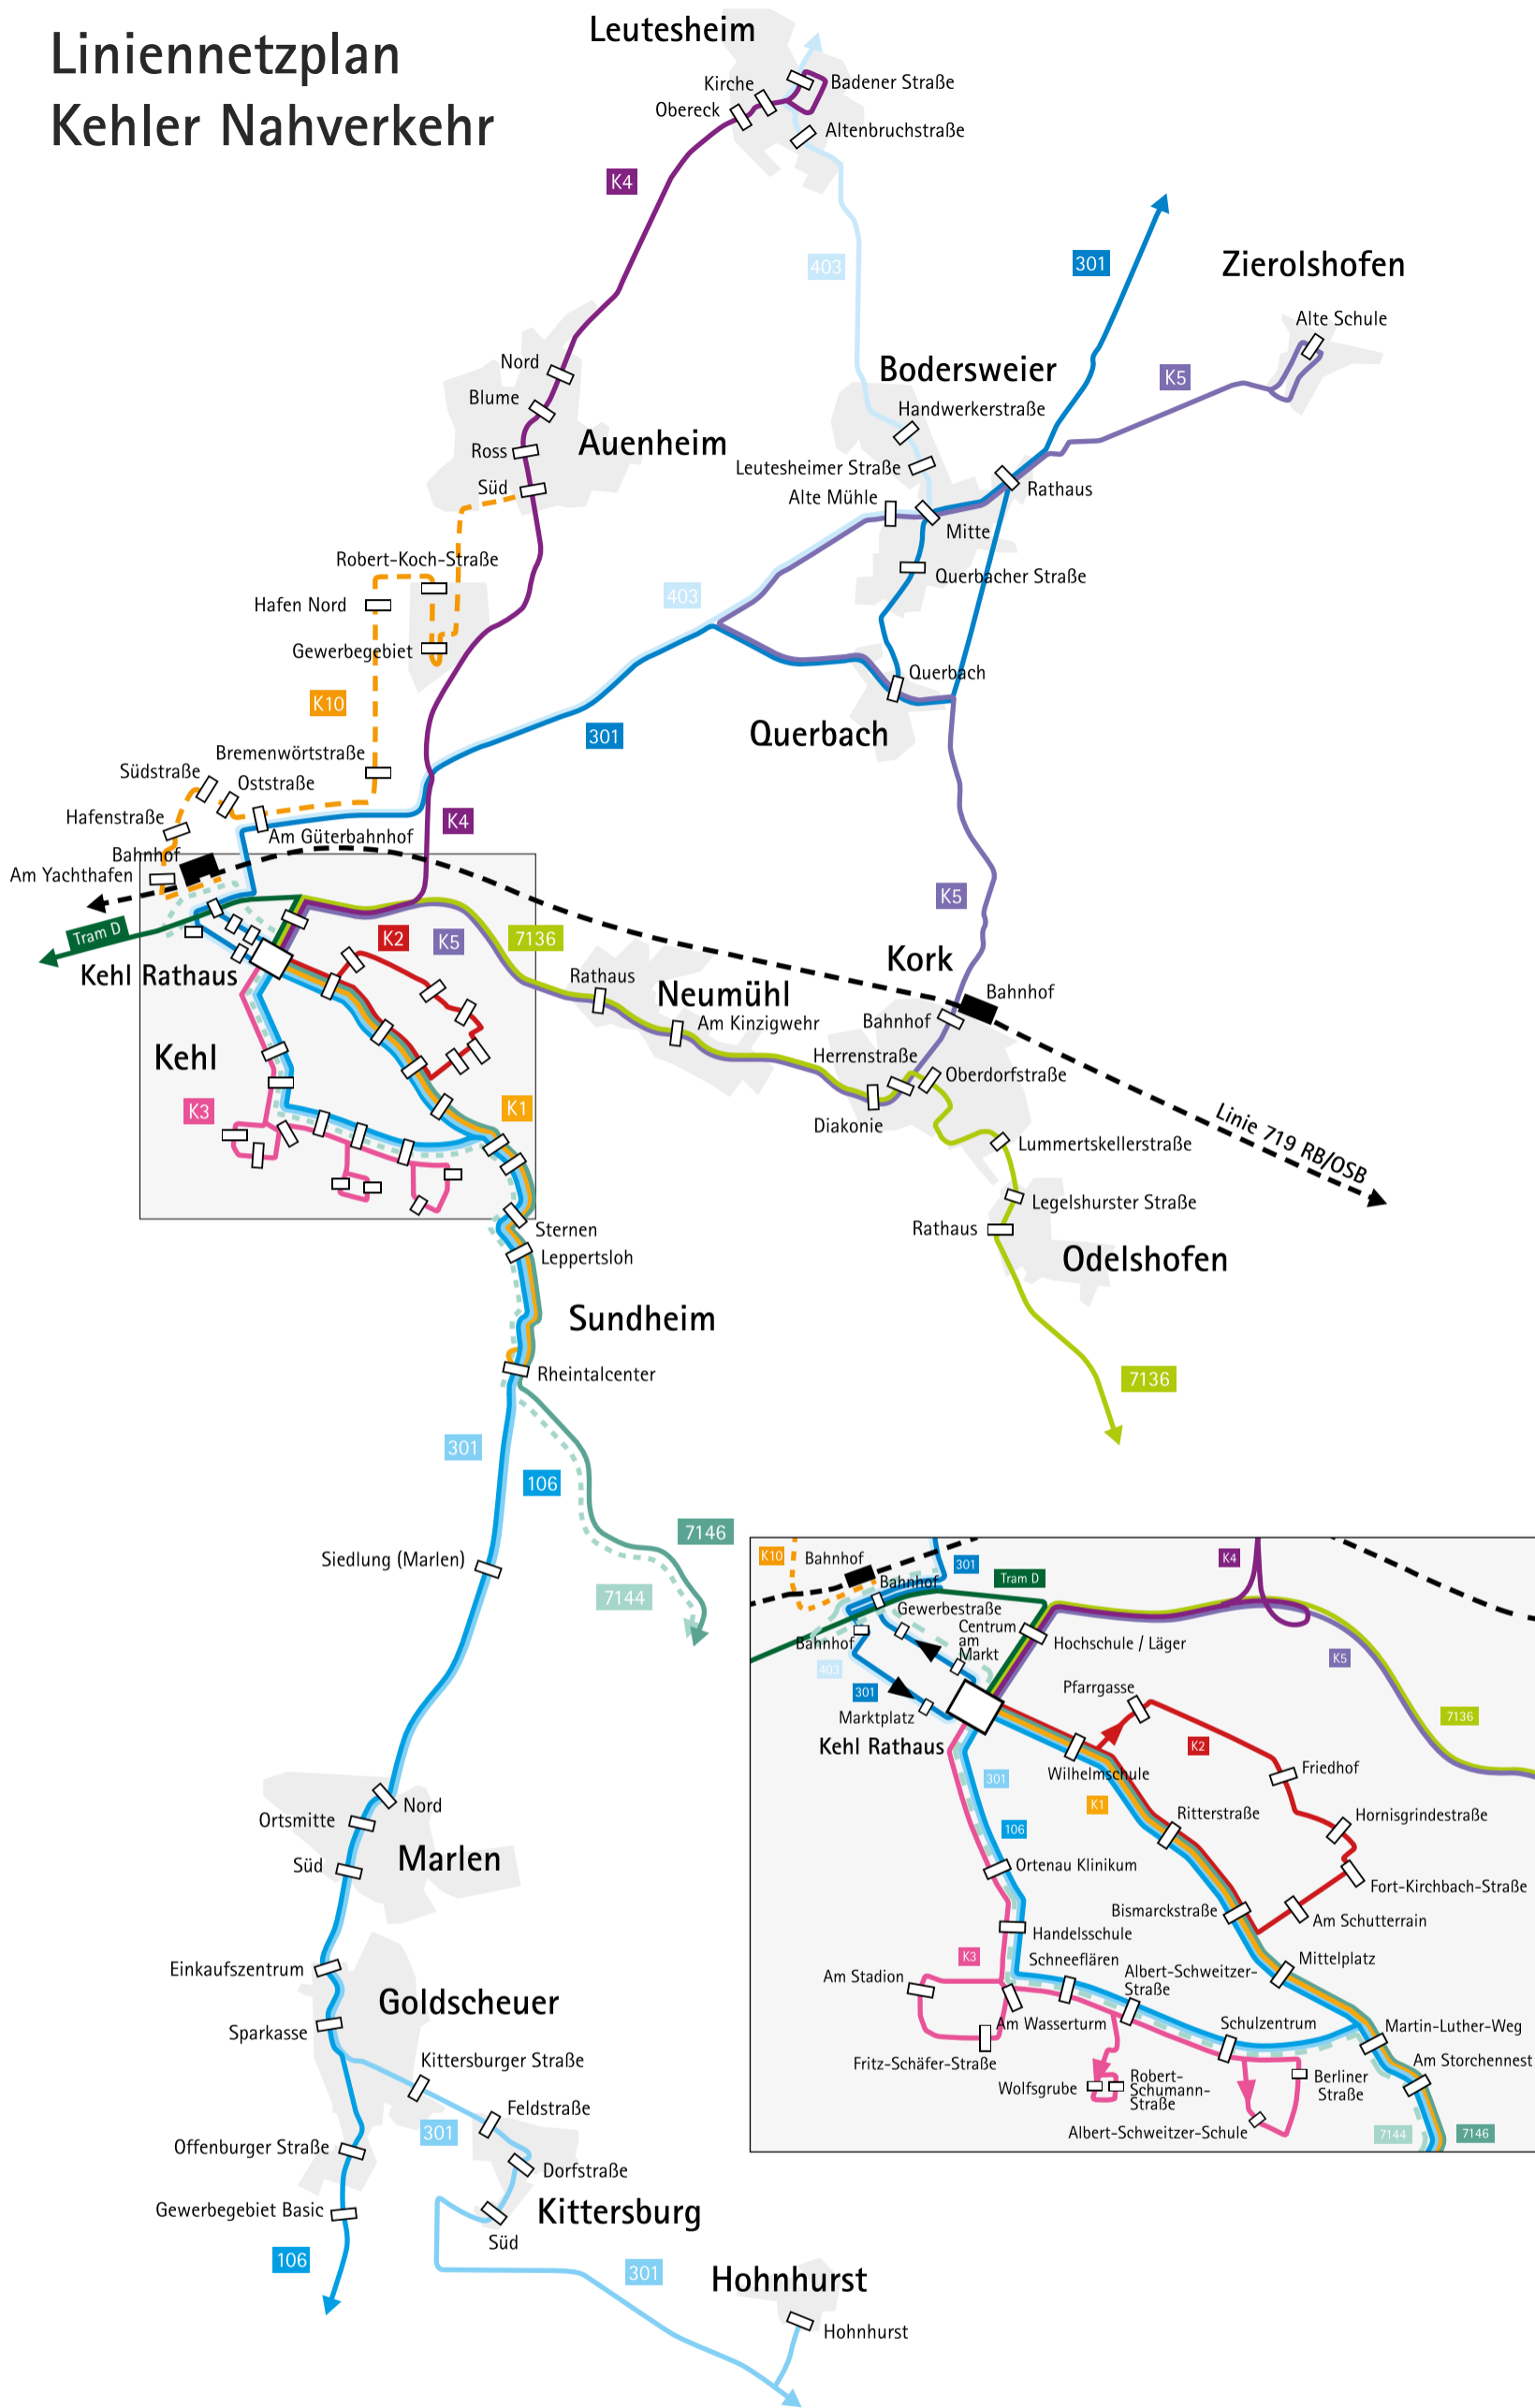 Liniennetzplan
Kehler Nahverkehr
Leutesheim
Kirche
Badener Straße
Obereck
Altenbruchstraße
K4
403
301
Zierolshofen
Alte Schule
Nord
Bodersweier
K5
Blume
Handwerkerstraße
Auenheim
Ross
Leutesheimer Straße
Süd
Alte Mühle
Rathaus
Mitte
Robert-Koch-Straße
Querbacher Straße
Hafen Nord
403
Gewerbegebiet
Querbach
K10
301
Querbach
Bremenwörtstraße
Südstraße
Oststraße
Hafenstraße
K4
Am Güterbahnhof
Bahnhof
Am Yachthafen
K5
Tram D
K2
K5
7136
Kork
Kehl Rathaus
Rathaus
Neumühl
Bahnhof
Am Kinzigwehr
Bahnhof
Kehl
Herrenstraße
Oberdorfstraße
K3
K1
Diakonie
Linie 719 RB/OSB
Lummertskellerstraße
Legelshurster Straße
Sternen
Rathaus
Leppertsloh
Odelshofen
Sundheim
Rheintalcenter
7136
301
106
7146
Siedlung (Marlen)
7144
K10
Bahnhof
301
K4
Tram D
Bahnhof
Gewerbestraße
Centrum
am
Markt
Bahnhof
Hochschule / Läger
K5
403
301
Pfarrgasse
Marktplatz
7136
Kehl Rathaus
K2
Wilhelmschule
Friedhof
301
K1
Ritterstraße
Hornisgrindestraße
106
Ortenau Klinikum
Fort-Kirchbach-Straße
Bismarckstraße
Am Schutterrain
Handelsschule
K3
Schneeflären
Mittelplatz
Am Stadion
Albert-Schweitzer-
Straße
Am Wasserturm
Schulzentrum
Martin-Luther-Weg
Fritz-Schäfer-Straße
Am Storchennest
Wolfsgrube
Robert-
Schumann-
Straße
Berliner
Straße
Albert-Schweitzer-Schule
7144
7146
Nord
Ortsmitte
Marlen
Süd
Einkaufszentrum
Goldscheuer
Sparkasse
Kittersburger Straße
Feldstraße
301
Offenburger Straße
Dorfstraße
Gewerbegebiet Basic
Kittersburg
Süd
106
301
Hohnhurst
Hohnhurst